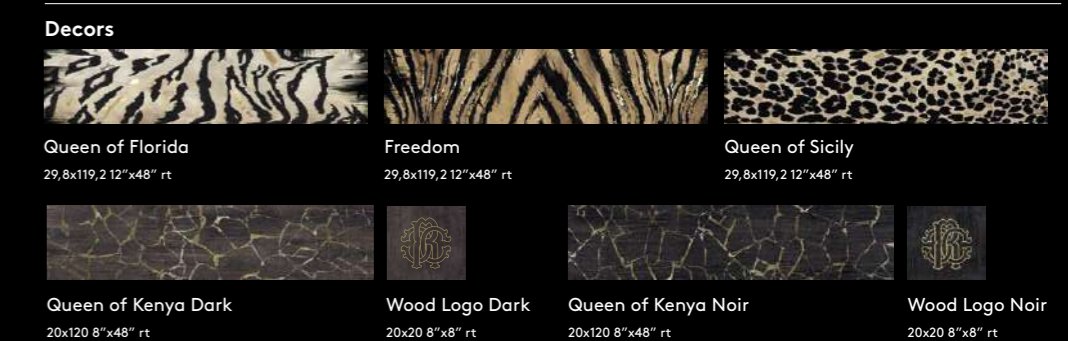 Decors
Queen of Florida
29,8x119,2 12”x48” rt
Freedom
29,8x119,2 12”x48” rt
Queen of Sicily
29,8x119,2 12”x48” rt
Queen of Kenya Dark
20x120 8”x48” rt
Wood Logo Dark
20x20 8”x8” rt
Queen of Kenya Noir
20x120 8”x48” rt
Wood Logo Noir
20x20 8”x8” rt